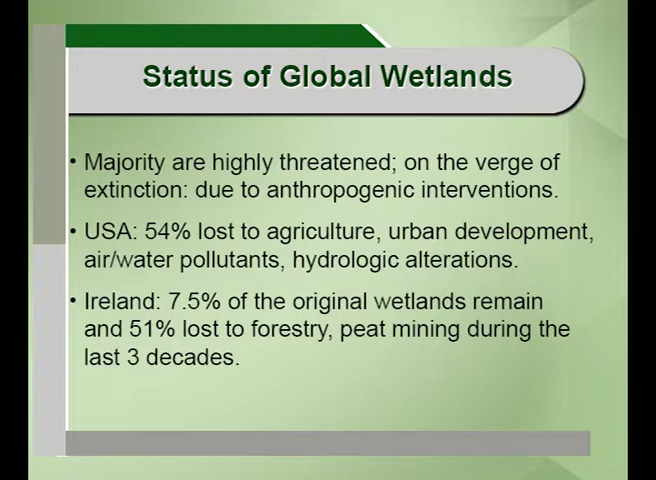 Status of Global Wetlands
• Majority are highly threatened; on the verge of
extinction: due to anthropogenic interventions.
• USA: 54% lost to agriculture, urban development,
air/water pollutants, hydrologic alterations.
• Ireland: 7.5% of the original wetlands remain
and 51% lost to forestry, peat mining during the
last 3 decades.